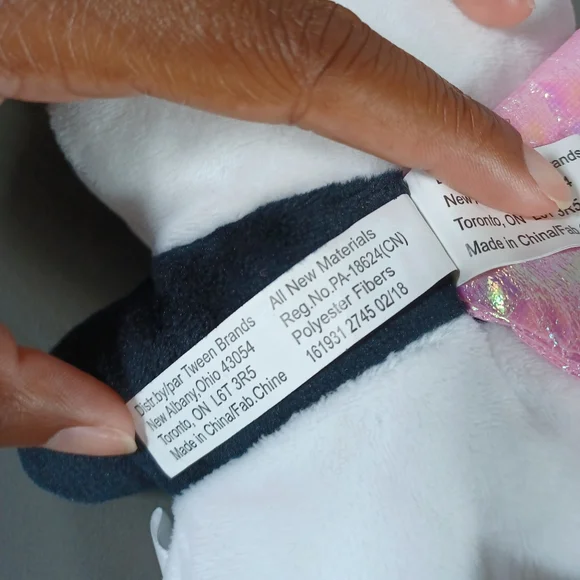 All New Materials
Reg.No.PA-18624(CN)
Polyester Fibers
161931 2745 02/18
Distr.by/par Tween Brands
New Albany,Ohio 43054
Toronto, ON L6T 3R5
Made in China/Fab.Chine
Toronto, ON
Made in China/Fab.